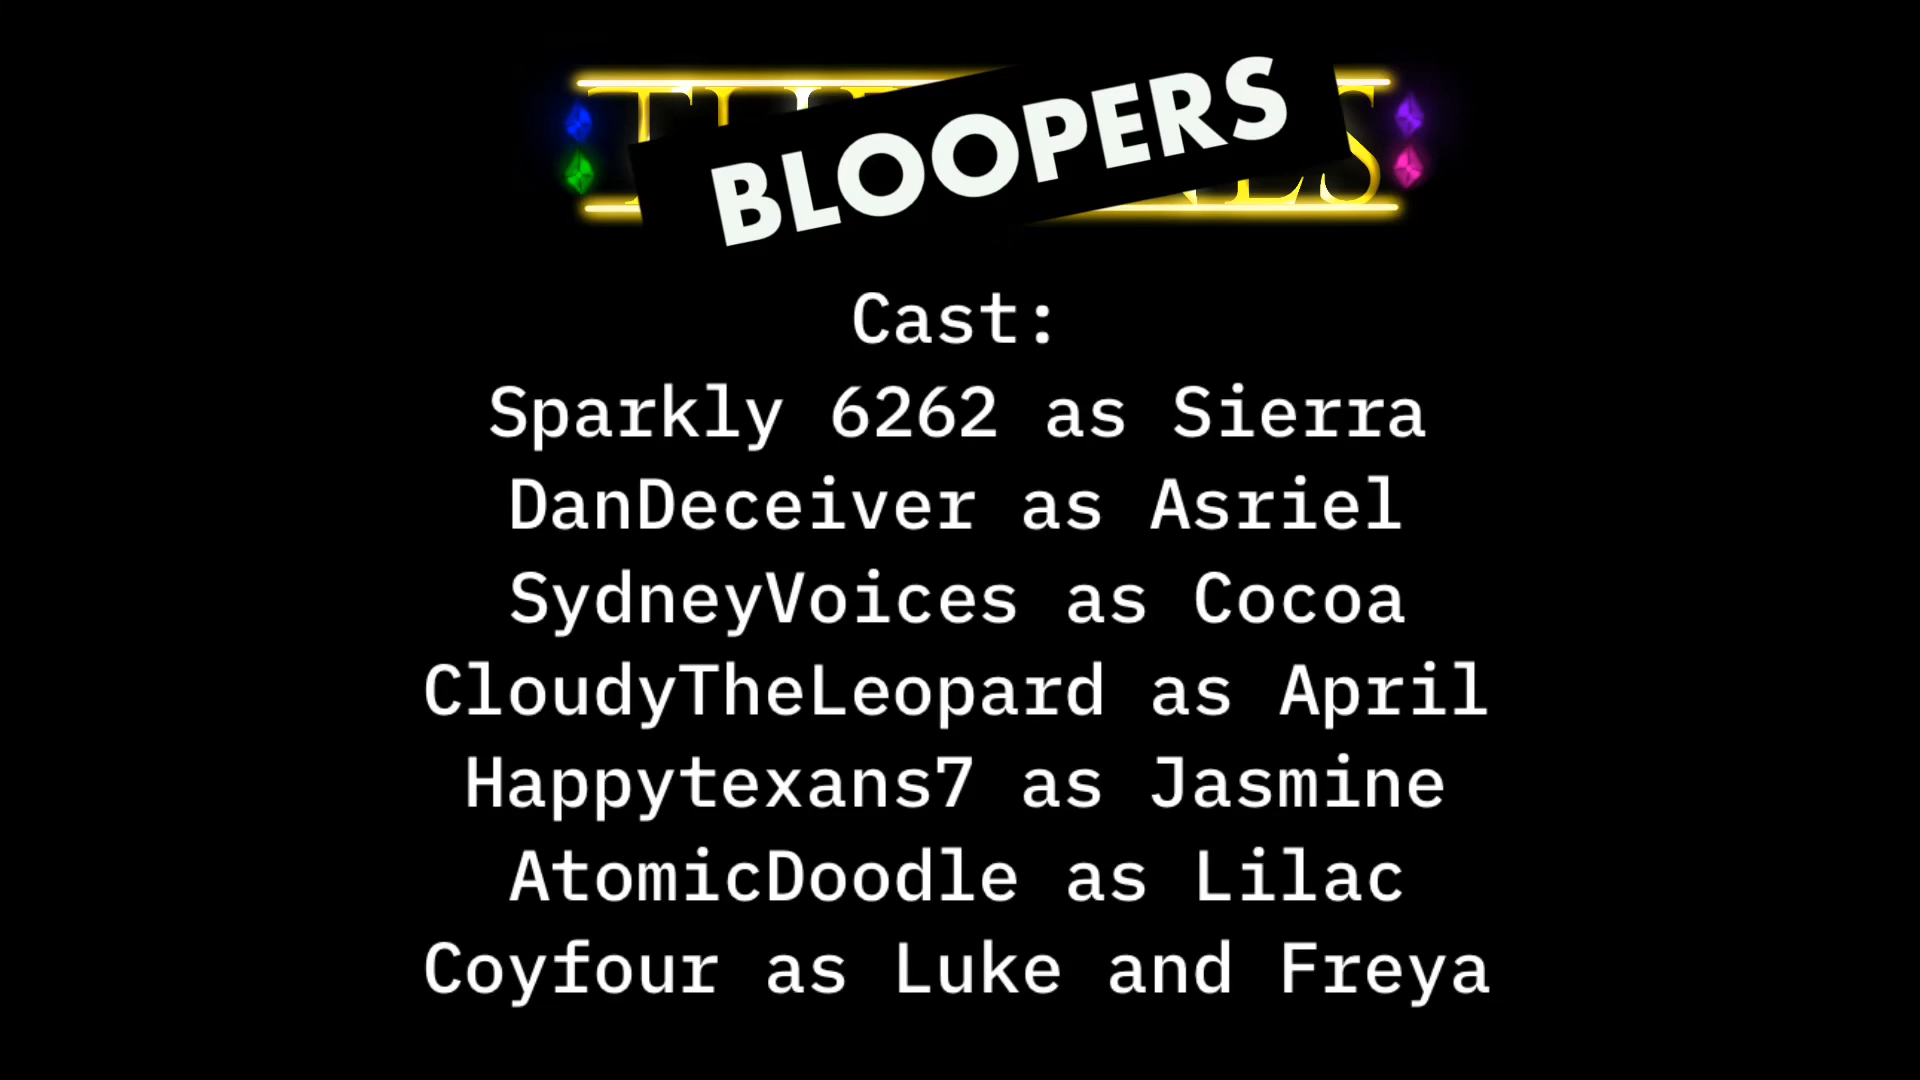 BLOOPERS
Cast:
Sparkly 6262 as Sierra
DanDeceiver as Asriel
SydneyVoices as Cocoa
CloudyTheLeopard as April
Happytexans7 as Jasmine
AtomicDoodle as Lilac
Coyfour as Luke and Freya